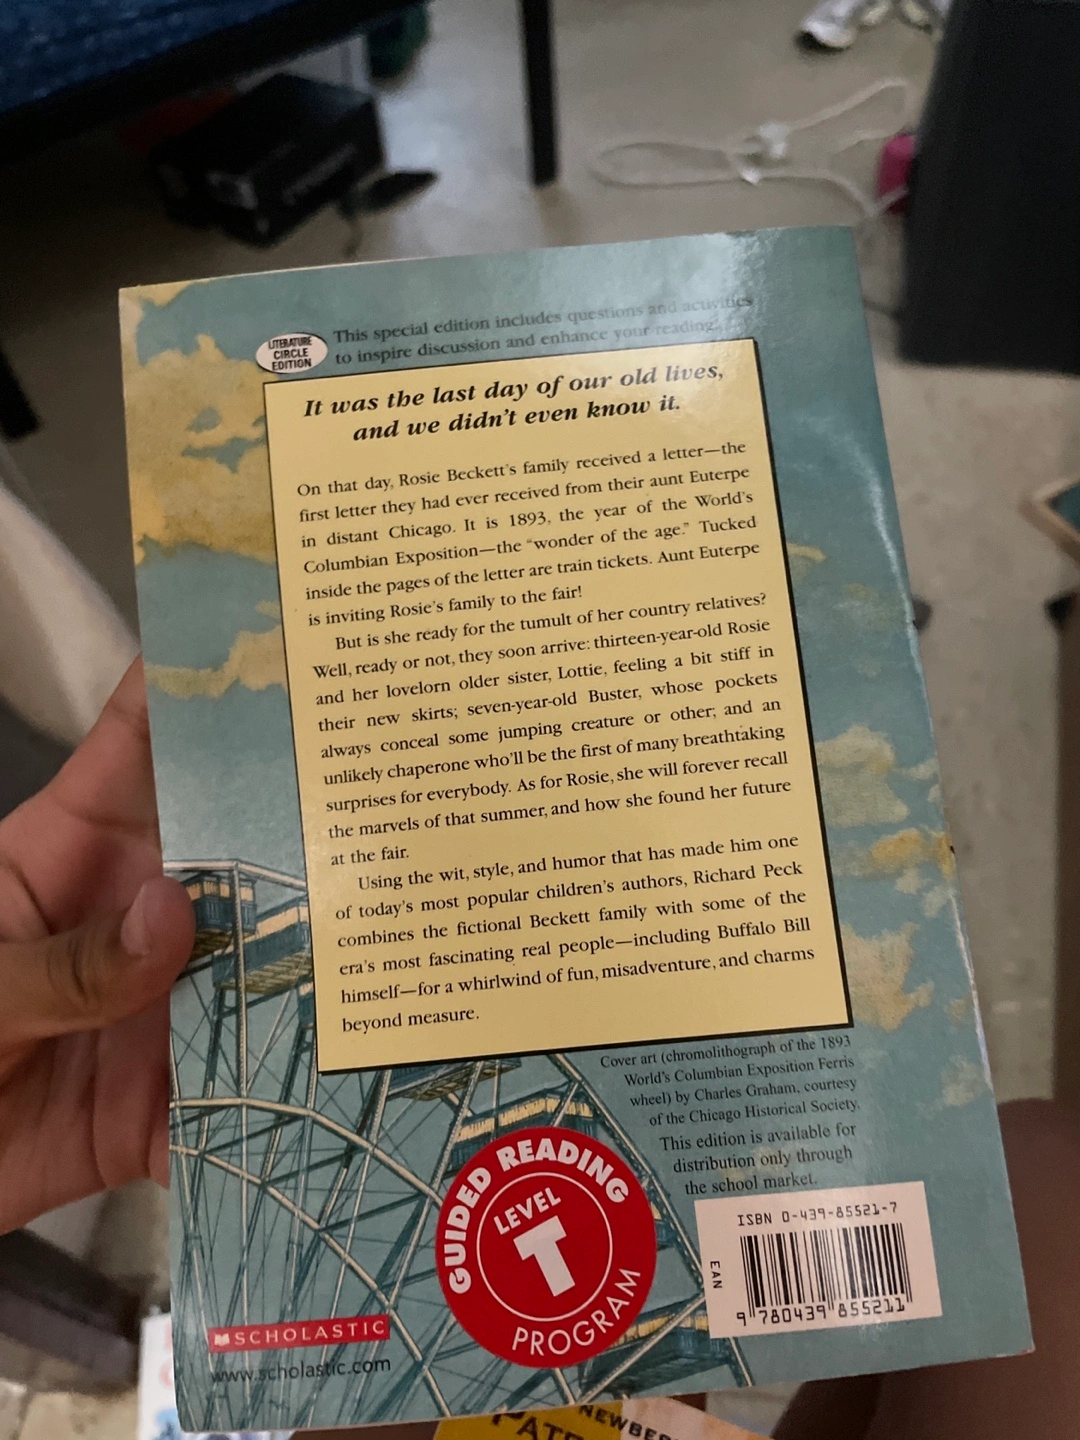 This special edition includes questions and activities
LITERATURE
CIRCLE
EDITION
to inspire discussion and enhance your reading.
It was the last day of our old lives,
and we didn't even know it.
On that day, Rosie Beckett's family received a letter—the
first letter they had ever received from their aunt Euterpe
in distant Chicago. It is 1893, the year of the World's
Columbian Exposition—the "wonder of the age." Tucked
inside the pages of the letter are train tickets. Aunt Euterpe
is inviting Rosie's family to the fair!
But is she ready for the tumult of her country relatives?
Well, ready or not, they soon arrive: thirteen-year-old Rosie
and her lovelorn older sister, Lottie, feeling a bit stiff in
their new skirts; seven-year-old Buster, whose pockets
always conceal some jumping creature or other; and an
unlikely chaperone who'll be the first of many breathtaking
surprises for everybody. As for Rosie, she will forever recall
the marvels of that summer, and how she found her future
at the fair.
Using the wit, style, and humor that has made him one
of today's most popular children's authors, Richard Peck
combines the fictional Beckett family with some of the
era's most fascinating real people—including Buffalo Bill
himself—for a whirlwind of fun, misadventure, and charms
beyond measure.
Cover art (chromolithograph of the 1893
World's Columbian Exposition Ferris
wheel) by Charles Graham, courtesy
of the Chicago Historical Society.
This edition is available for
distribution only through
the school market.
GUIDED READING
LEVEL
T
PROGRAM
ISBN 0-439-85521-7
EAN
9 780439 855211
SCHOLASTIC
www.scholastic.com